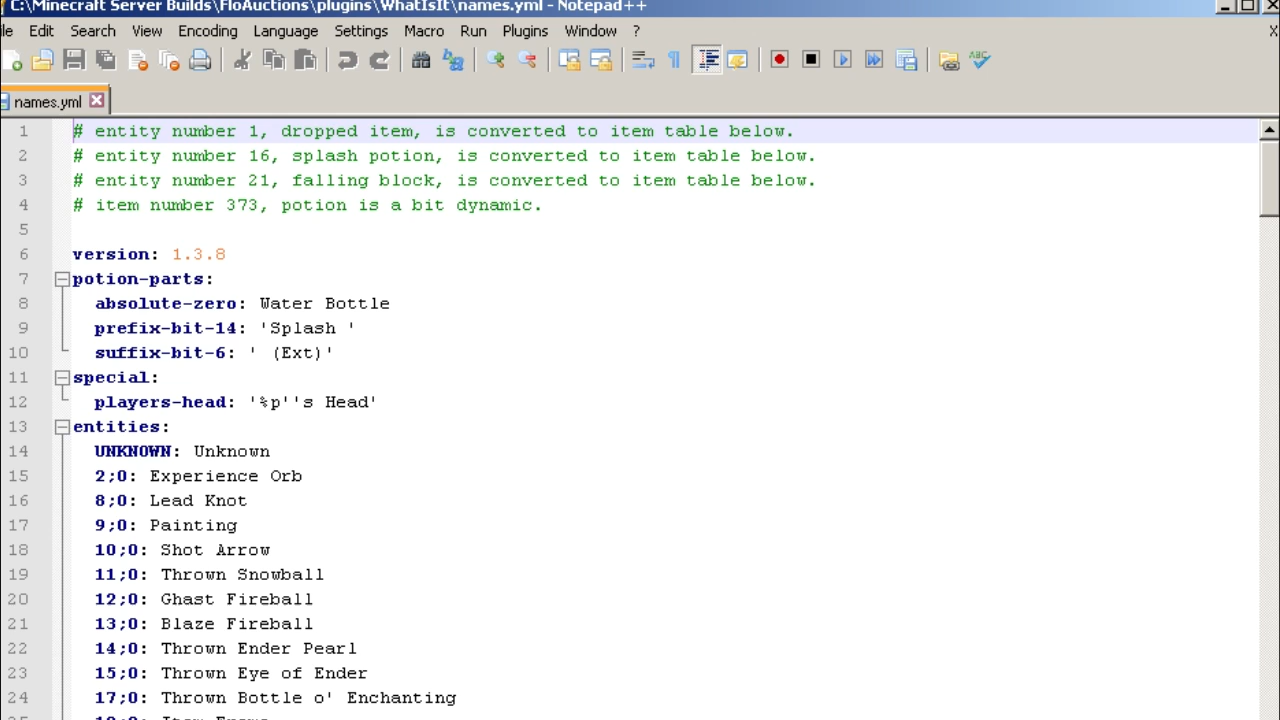 C:\Minecraft Server Builds\FloAuctions\plugins\WhatIsIt\names.yml - Notepad++
le Edit Search View Encoding Language Settings Macro Run Plugins Window ? X
ABC
names.yml
1 # entity number 1, dropped item, is converted to item table below.
2 # entity number 16, splash potion, is converted to item table below.
3 # entity number 21, falling block, is converted to item table below.
4 # item number 373, potion is a bit dynamic.
5
6 version: 1.3.8
7 potion-parts:
8 absolute-zero: Water Bottle
9 prefix-bit-14: 'Splash '
10 suffix-bit-6: ' (Ext)'
11 special:
12 players-head: '%p''s Head'
13 entities:
14 UNKNOWN: Unknown
15 2;0: Experience Orb
16 8;0: Lead Knot
17 9;0: Painting
18 10;0: Shot Arrow
19 11;0: Thrown Snowball
20 12;0: Ghast Fireball
21 13;0: Blaze Fireball
22 14;0: Thrown Ender Pearl
23 15;0: Thrown Eye of Ender
24 17;0: Thrown Bottle o' Enchanting